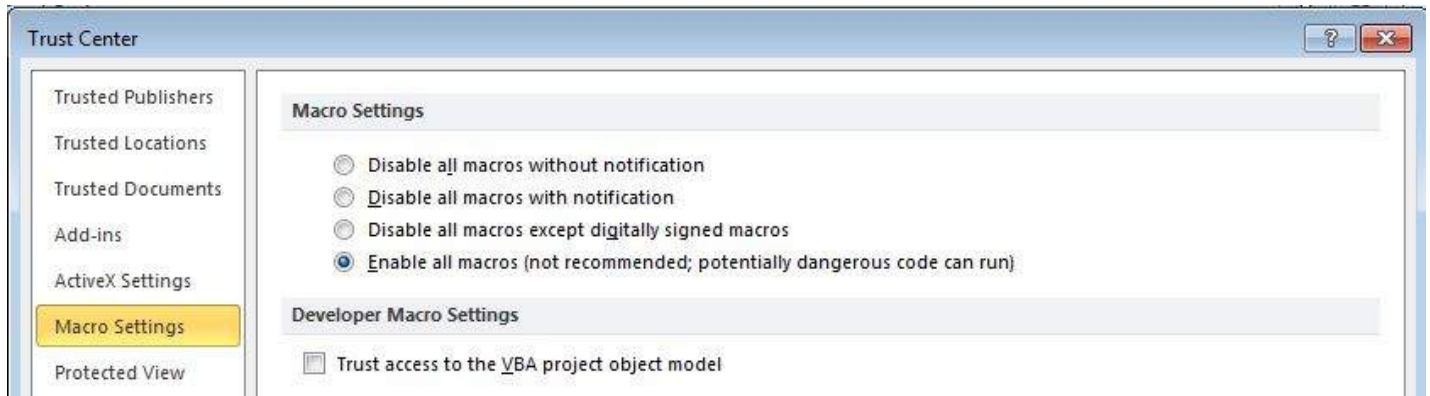 Trust Center
Trusted Publishers
Trusted Locations
Trusted Documents
Add-ins
ActiveX Settings
Macro Settings
Protected View
Macro Settings
Disable all macros without notification
Disable all macros with notification
Disable all macros except digitally signed macros
Enable all macros (not recommended; potentially dangerous code can run)
Developer Macro Settings
Trust access to the VBA project object model